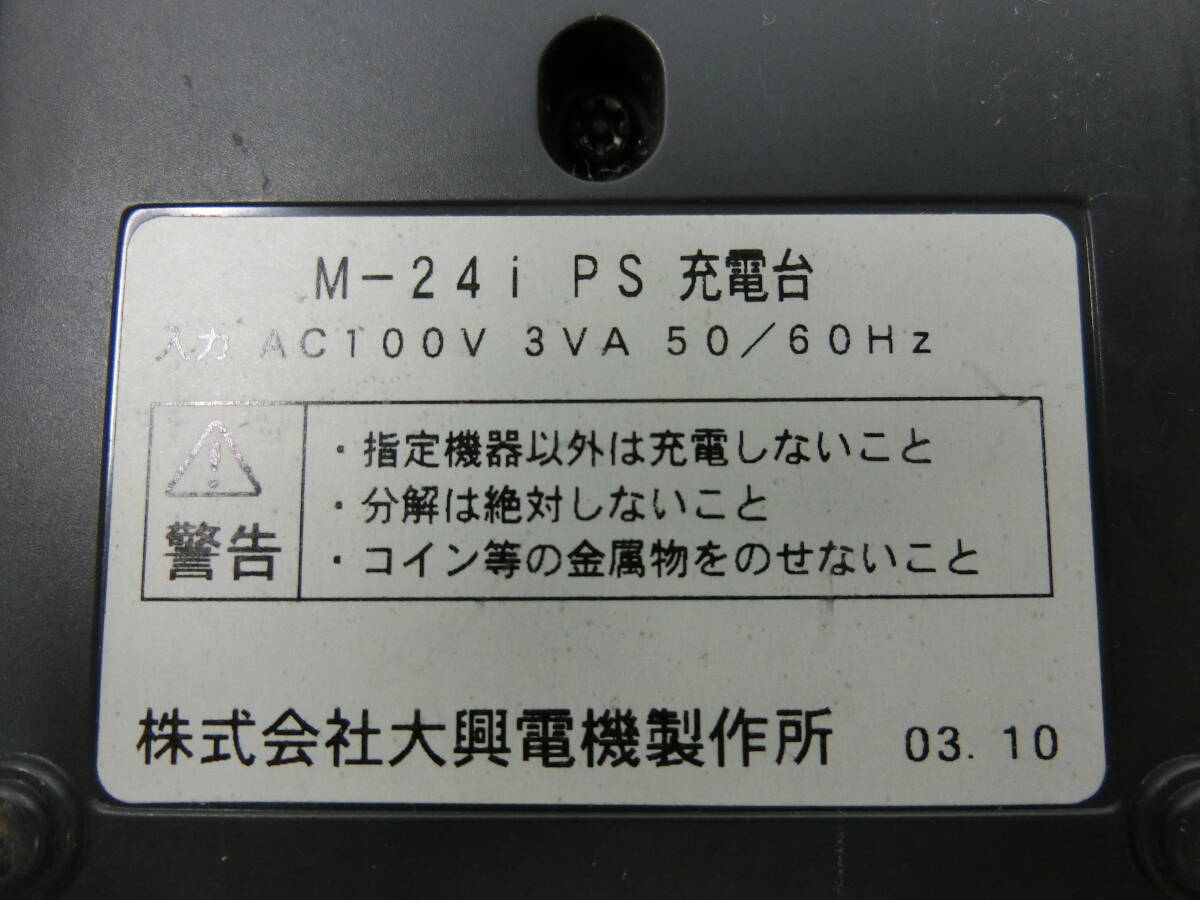 M-24i PS 充電台
入力 AC100V 3VA 50/60Hz
・指定機器以外は充電しないこと
・分解は絶対しないこと
警告
・コイン等の金属物をのせないこと
株式会社大興電機製作所 03.10